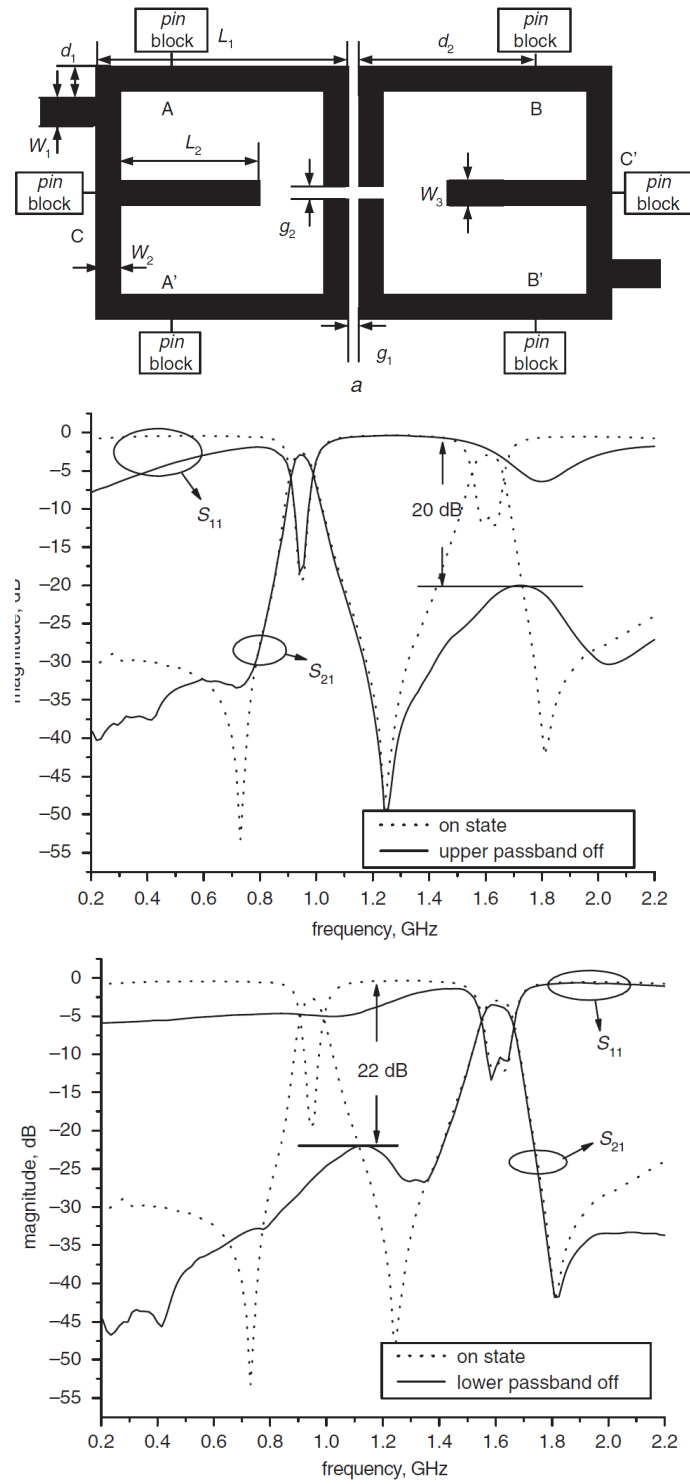 pin block
L1
d2
pin block
d1
A
B
W1
L2
C'
pin block
W3
pin block
g2
C
W2
A'
B'
pin block
g1
pin block
a
0
−5
−10
−15
−20
−25
−30
−35
−40
−45
−50
−55
magnitude, dB
S11
20 dB
S21
on state
upper passband off
0.2 0.4 0.6 0.8 1.0 1.2 1.4 1.6 1.8 2.0 2.2
frequency, GHz
0
−5
−10
−15
−20
−25
−30
−35
−40
−45
−50
−55
magnitude, dB
S11
22 dB
S21
on state
lower passband off
0.2 0.4 0.6 0.8 1.0 1.2 1.4 1.6 1.8 2.0 2.2
frequency, GHz